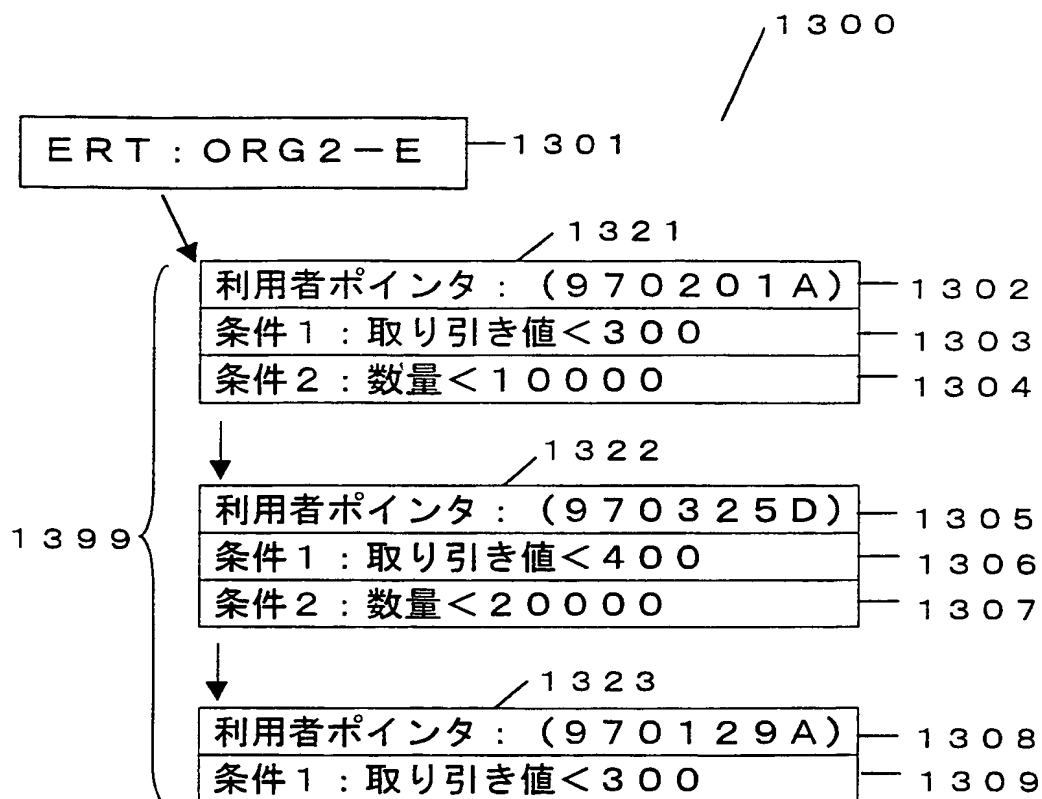 1300
ERT:ORG2-E 1301
1321
利用者ポインタ:(970201A) 1302
条件1:取り引き値<300 1303
条件2:数量<10000 1304
1322
利用者ポインタ:(970325D) 1305
1399
条件1:取り引き値<400 1306
条件2:数量<20000 1307
1323
利用者ポインタ:(970129A) 1308
条件1:取り引き値<300 1309